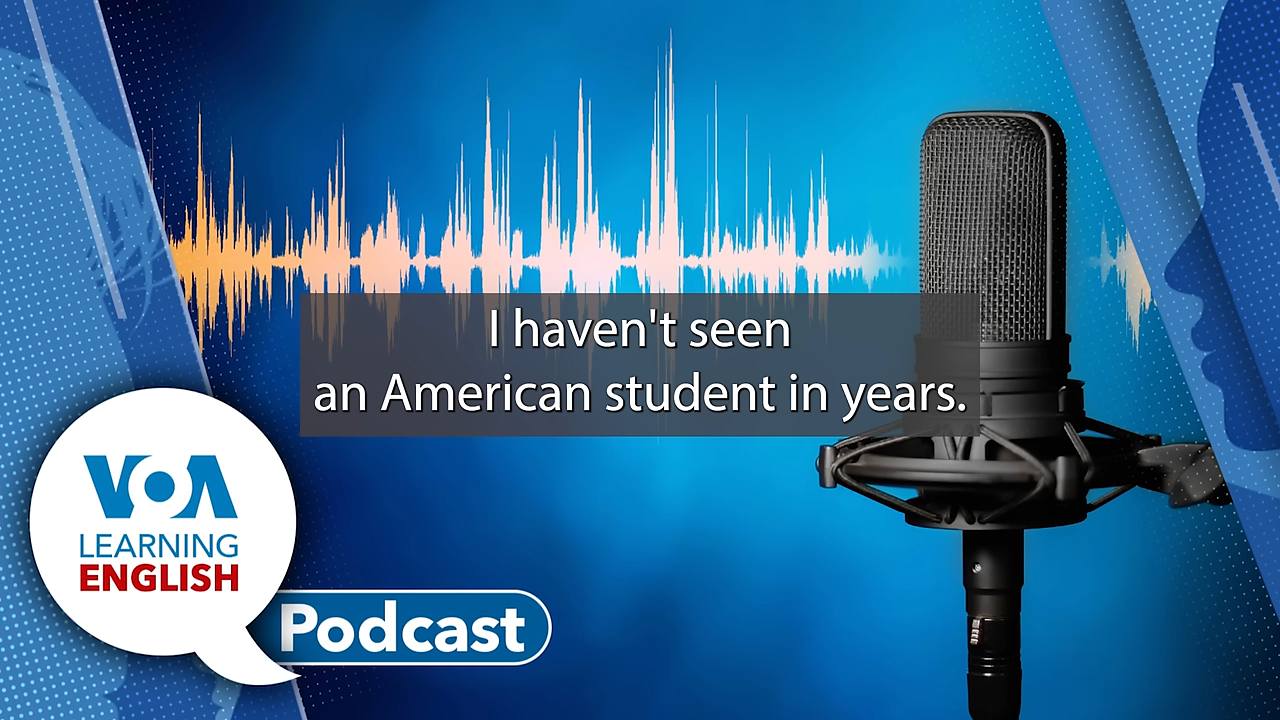 I haven't seen
an American student in years.
VOA
LEARNING
ENGLISH
Podcast